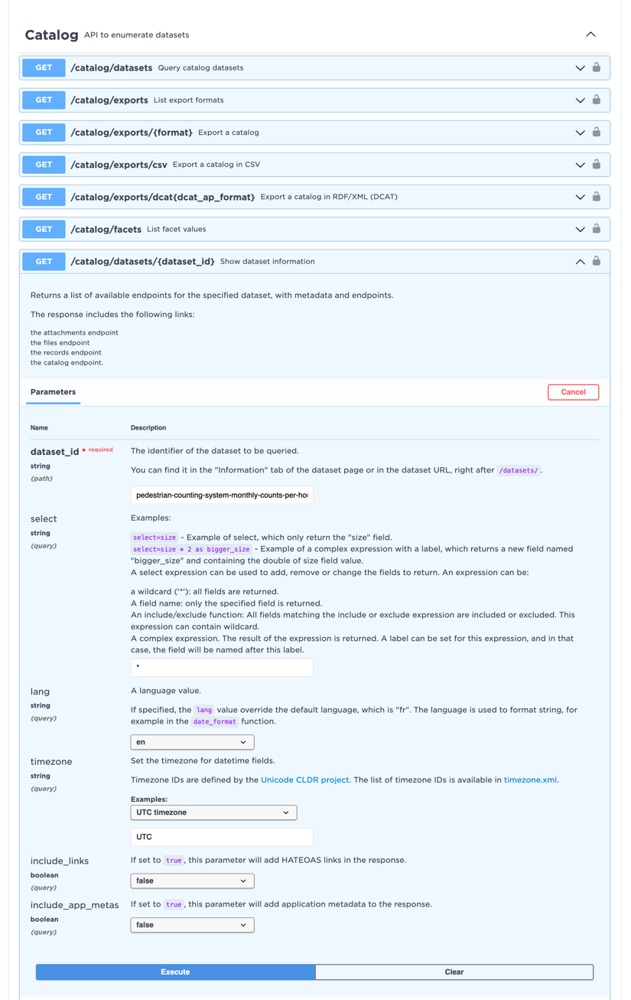 Catalog API to enumerate datasets
GET /catalog/datasets Query catalog datasets
GET /catalog/exports List export formats
GET /catalog/exports/{format} Export a catalog
GET /catalog/exports/csv Export a catalog in CSV
GET /catalog/exports/dcat{dcat_ap_format} Export a catalog in RDF/XML (DCAT)
GET /catalog/facets List facet values
GET /catalog/datasets/{dataset_id} Show dataset information
Returns a list of available endpoints for the specified dataset, with metadata and endpoints.
The response includes the following links:
the attachments endpoint
the files endpoint
the records endpoint
the catalog endpoint.
Parameters Cancel
Name Description
dataset_id * required The identifier of the dataset to be queried.
string
You can find it in the "Information" tab of the dataset page or in the dataset URL, right after /datasets/.
(path)
pedestrian-counting-system-monthly-counts-per-hou
select Examples:
string
select=size - Example of select, which only return the "size" field.
(query)
select=size * 2 as bigger_size - Example of a complex expression with a label, which returns a new field named
"bigger_size" and containing the double of size field value.
A select expression can be used to add, remove or change the fields to return. An expression can be:
a wildcard ('*'): all fields are returned.
A field name: only the specified field is returned.
An include/exclude function: All fields matching the include or exclude expression are included or excluded. This
expression can contain wildcard.
A complex expression. The result of the expression is returned. A label can be set for this expression, and in that
case, the field will be named after this label.
*
lang A language value.
string
If specified, the lang value override the default language, which is "fr". The language is used to format string, for
(query)
example in the date_format function.
en
timezone Set the timezone for datetime fields.
string
Timezone IDs are defined by the Unicode CLDR project. The list of timezone IDs is available in timezone.xml.
(query)
Examples:
UTC timezone
UTC
include_links If set to true, this parameter will add HATEOAS links in the response.
boolean
false
(query)
include_app_metas If set to true, this parameter will add application metadata to the response.
boolean
false
(query)
Execute Clear